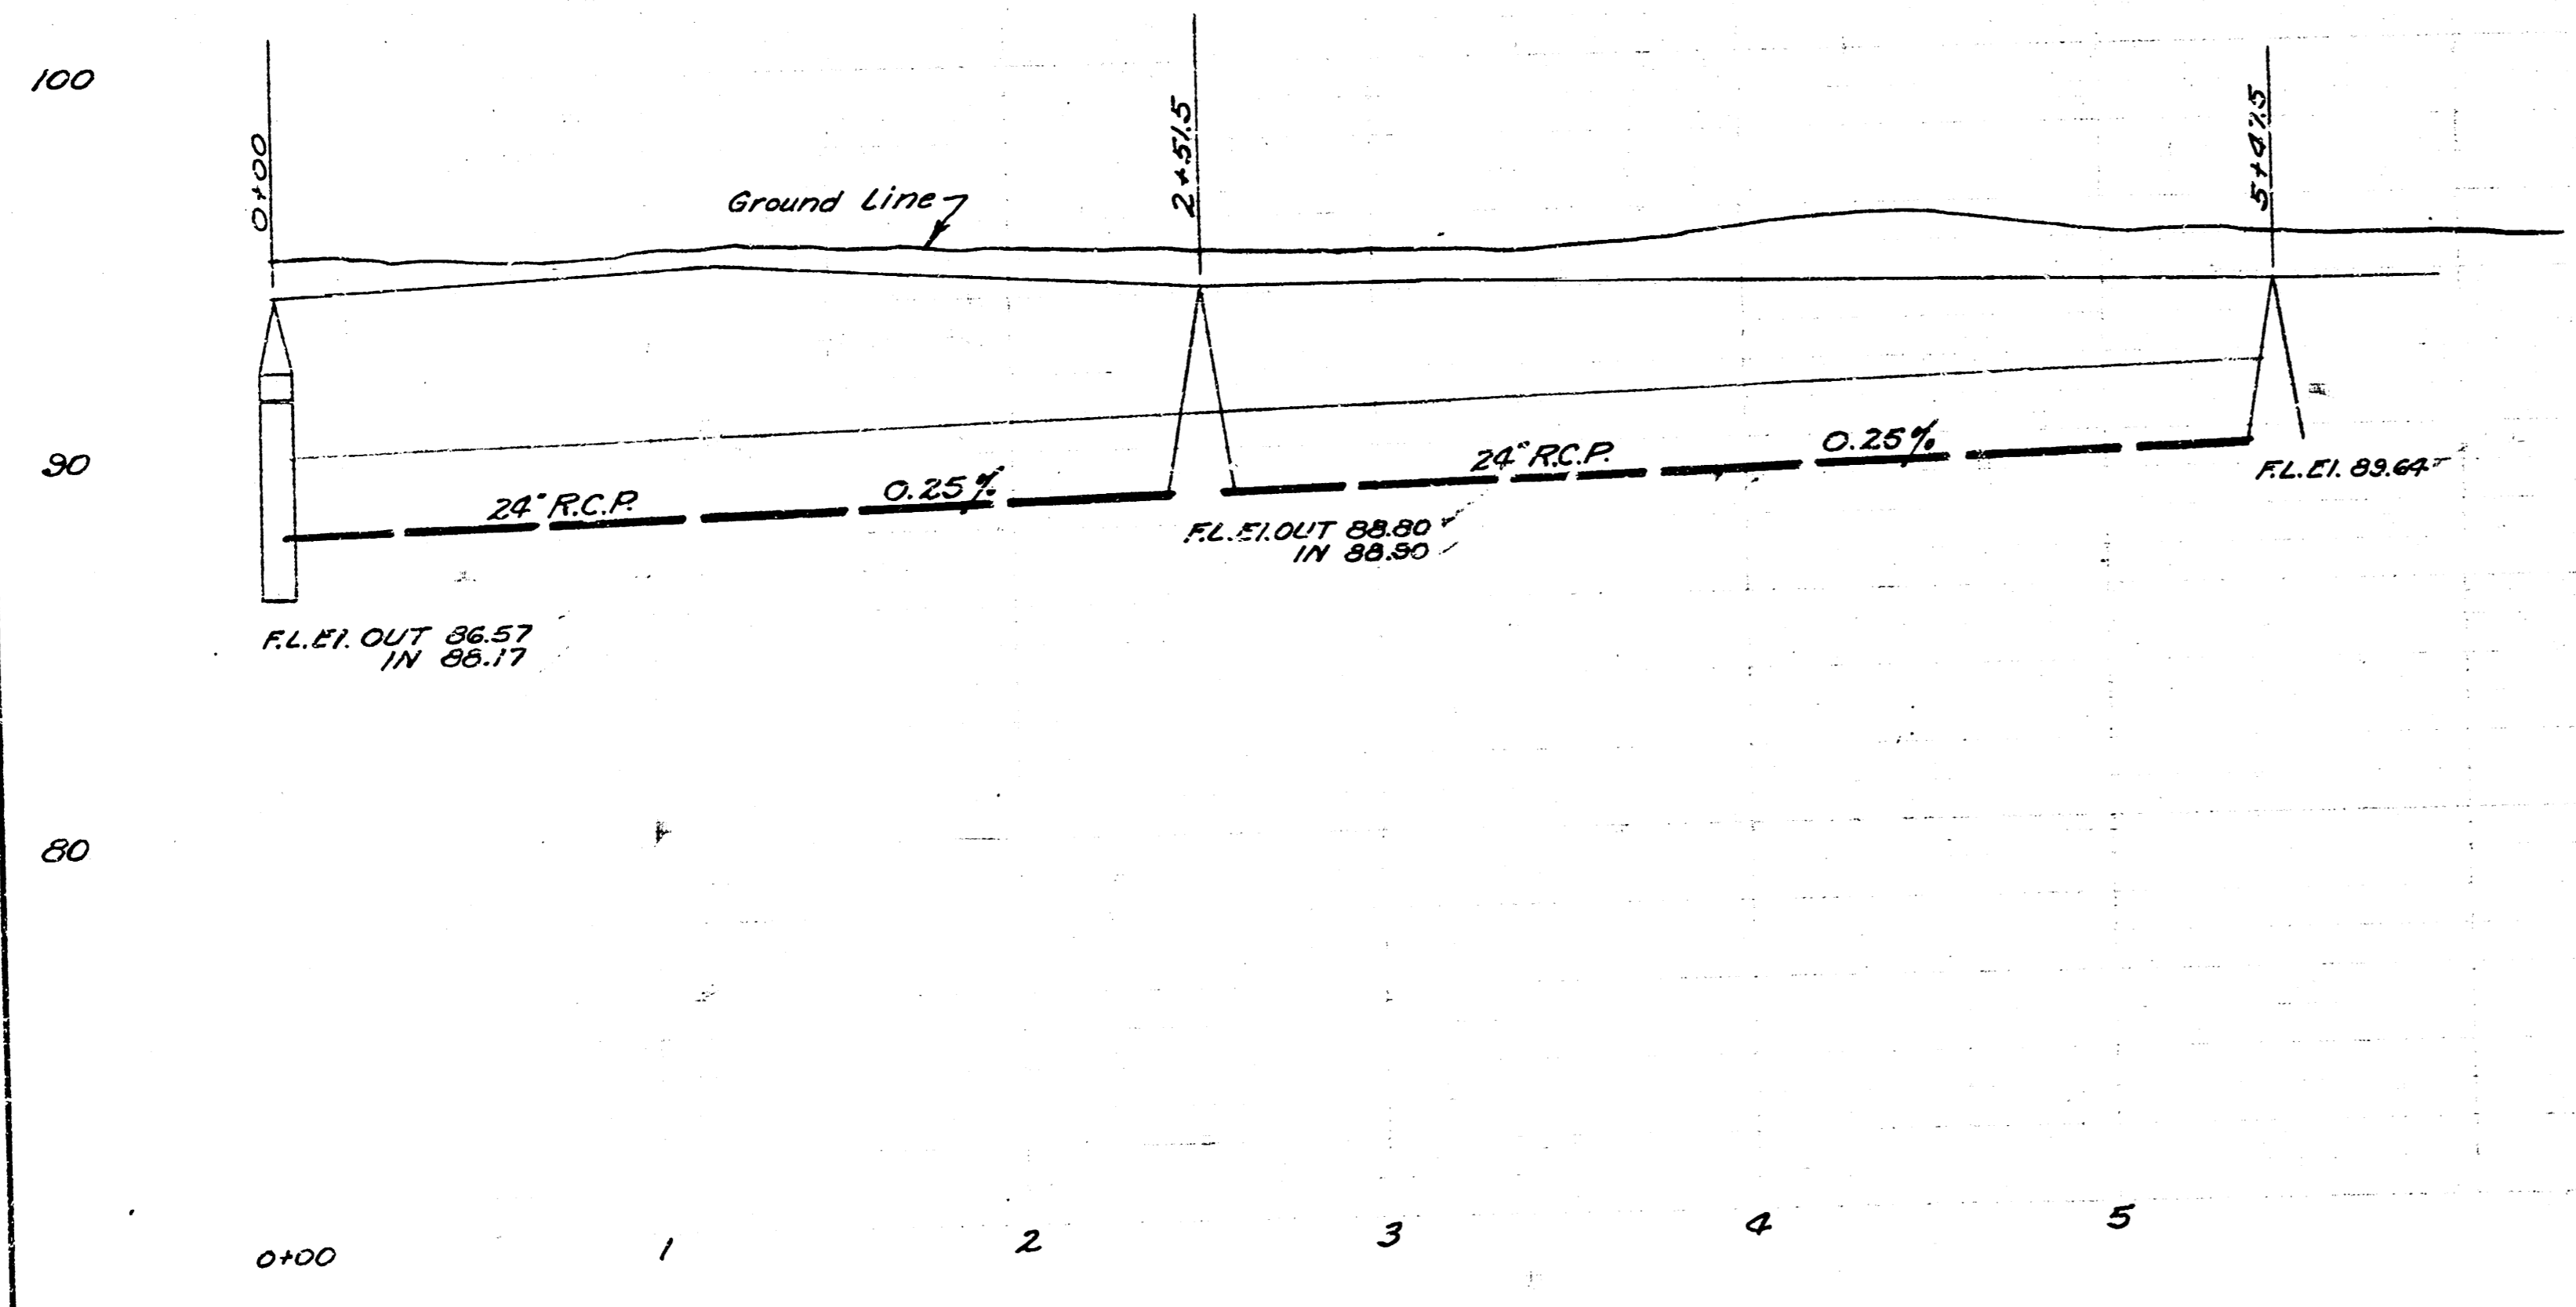 100
0+00
2+51.5
5+47.5
Ground Line
90
24" R.C.P.
0.25%
24" R.C.P.
0.25%
F.L. El. 89.64
F.L. El. OUT 88.80
IN 88.90
F.L. El. OUT 86.57
IN 88.17
80
0+00
1
2
3
4
5